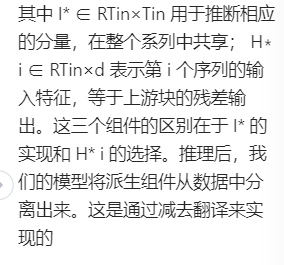 其中 I* ∈ RTin×Tin 用于推断相应
的分量，在整个系列中共享； H*
i ∈ RTin×d 表示第 i 个序列的输
入特征，等于上游块的残差输
出。这三个组件的区别在于 I* 的
实现和 H* i 的选择。推理后，我
们的模型将派生组件从数据中分
离出来。这是通过减去翻译来实
现的